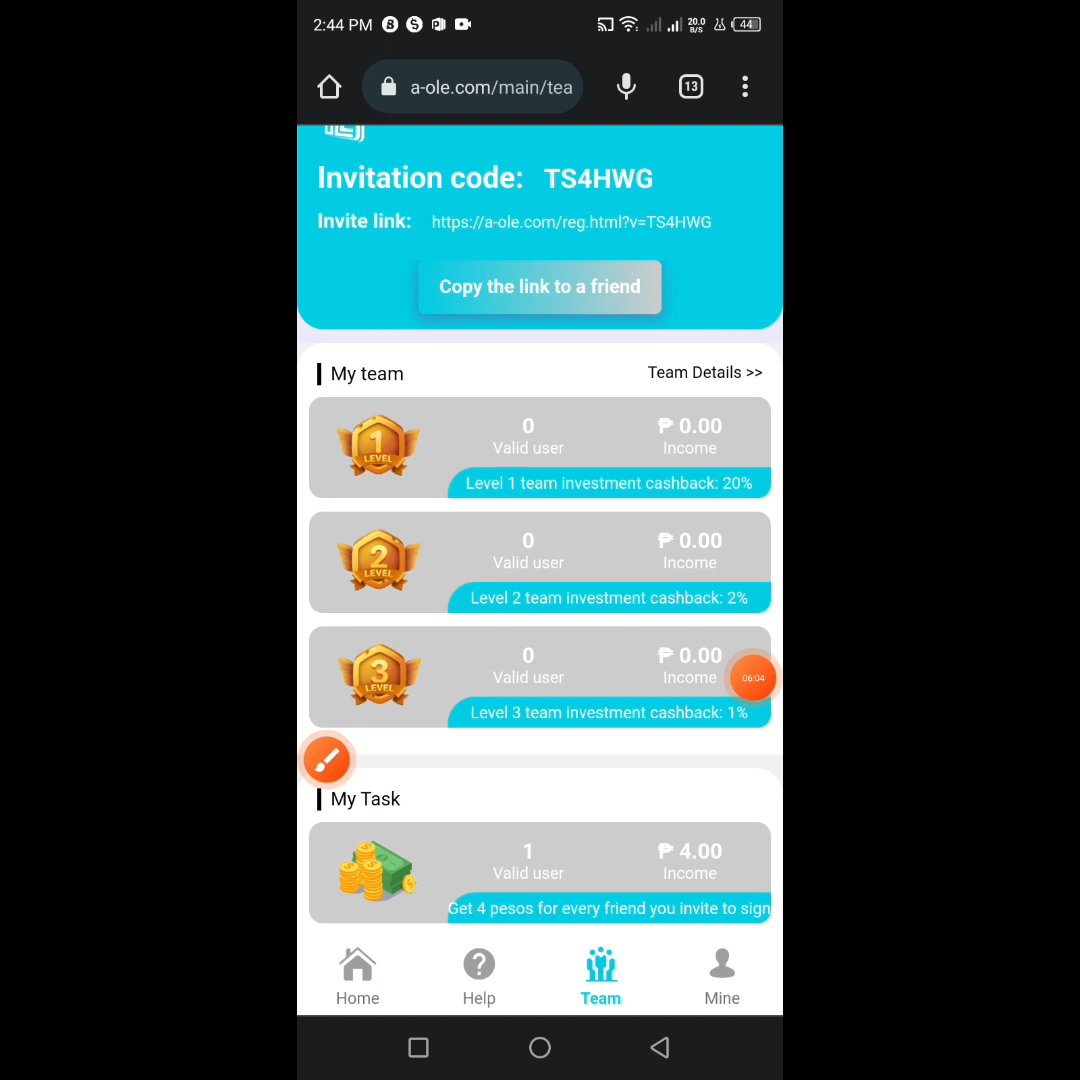 2:44 PM
20.0
B/S
44
a-ole.com/main/tea
13
Invitation code: TS4HWG
Invite link: https://a-ole.com/reg.html?v=TS4HWG
Copy the link to a friend
My team
Team Details >>
1
LEVEL
0
₱ 0.00
Valid user
Income
Level 1 team investment cashback: 20%
2
LEVEL
0
₱ 0.00
Valid user
Income
Level 2 team investment cashback: 2%
3
LEVEL
0
₱ 0.00
Valid user
Income
06:04
Level 3 team investment cashback: 1%
My Task
1
₱ 4.00
Valid user
Income
Get 4 pesos for every friend you invite to sign
Home
Help
Team
Mine